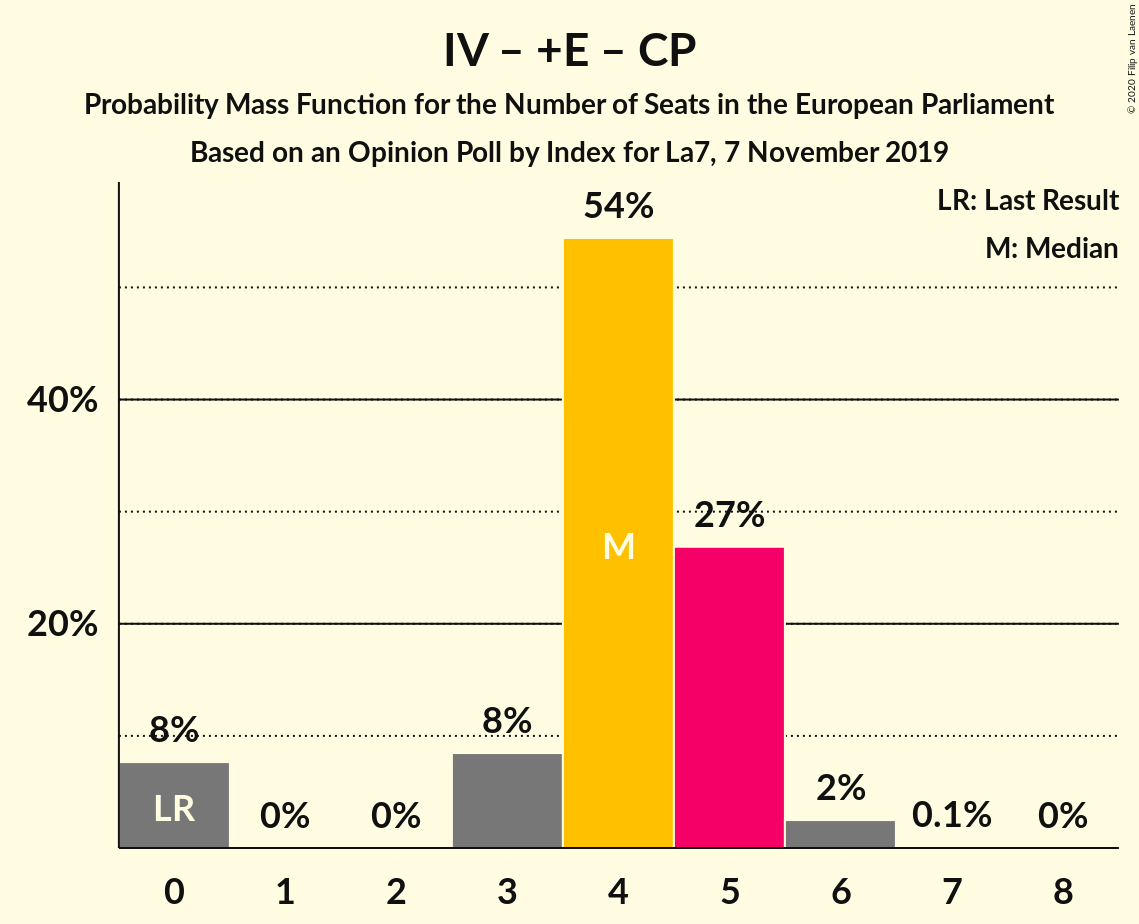 IV – +E – CP
Probability Mass Function for the Number of Seats in the European Parliament
Based on an Opinion Poll by Index for La7, 7 November 2019
© 2020 Filip van Laenen
LR: Last Result
M: Median
54%
40%
27%
M
20%
8%
8%
LR
0%
0%
2%
0.1%
0%
0 1 2 3 4 5 6 7 8